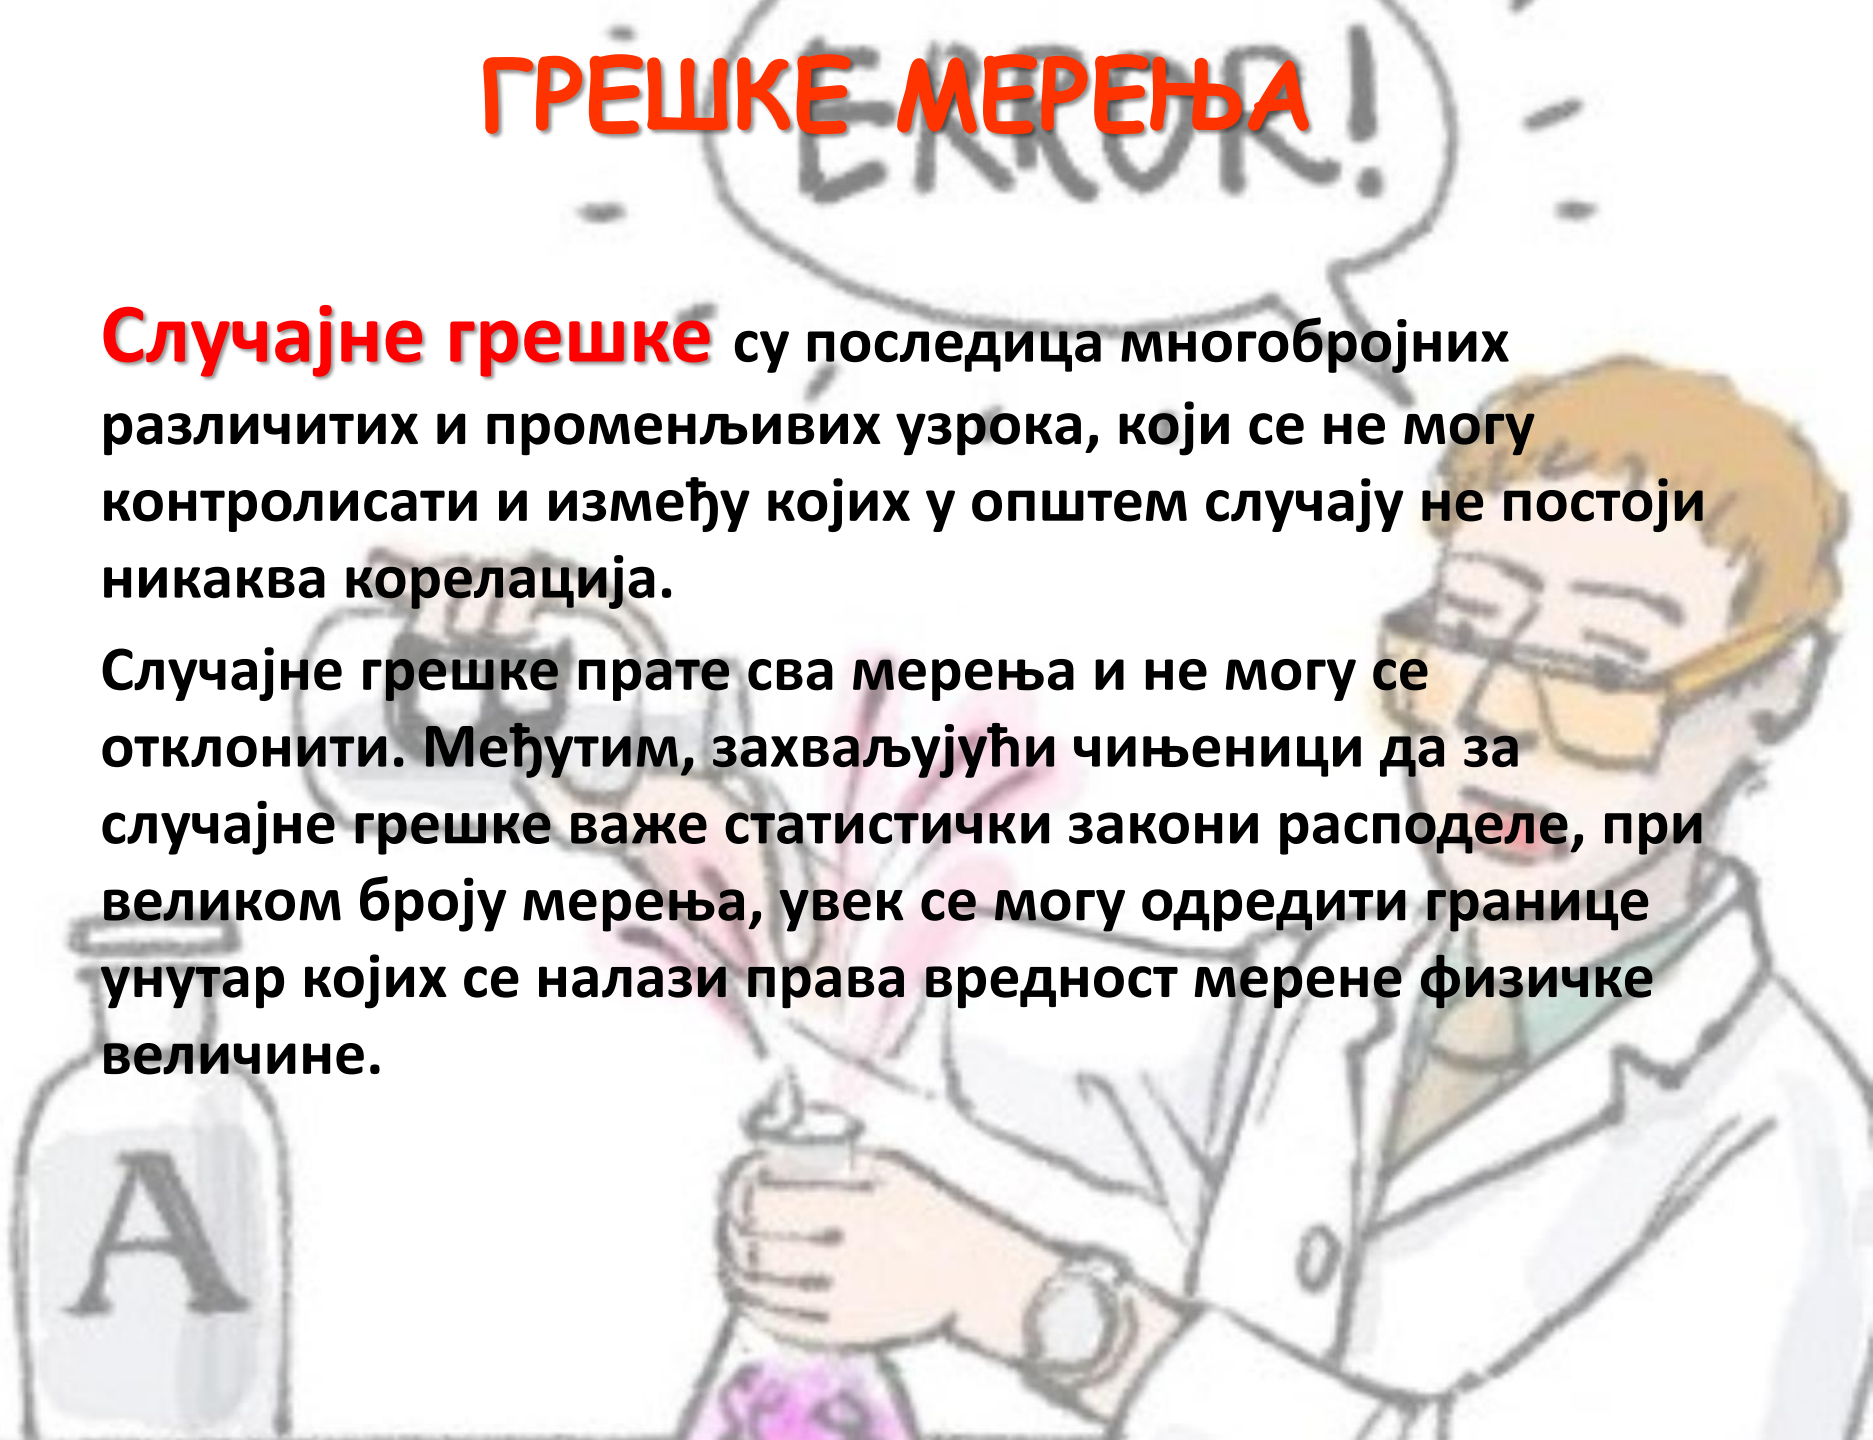 ГРЕШКЕ МЕРЕЊА
ERROR!
Случајне грешке су последица многобројних
различитих и променљивих узрока, који се не могу
контролисати и између којих у општем случају не постоји
никаква корелација.
Случајне грешке прате сва мерења и не могу се
отклонити. Међутим, захваљујући чињеници да за
случајне грешке важе статистички закони расподеле, при
великом броју мерења, увек се могу одредити границе
унутар којих се налази права вредност мерене физичке
величине.
A